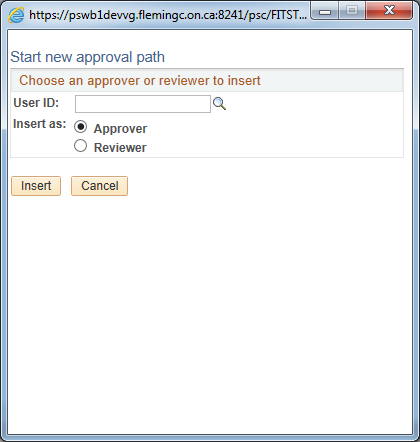 https://pswb1devvg.flemingc.on.ca:8241/psc/FITST...
Start new approval path
Choose an approver or reviewer to insert
User ID:
Insert as: Approver
Reviewer
Insert Cancel